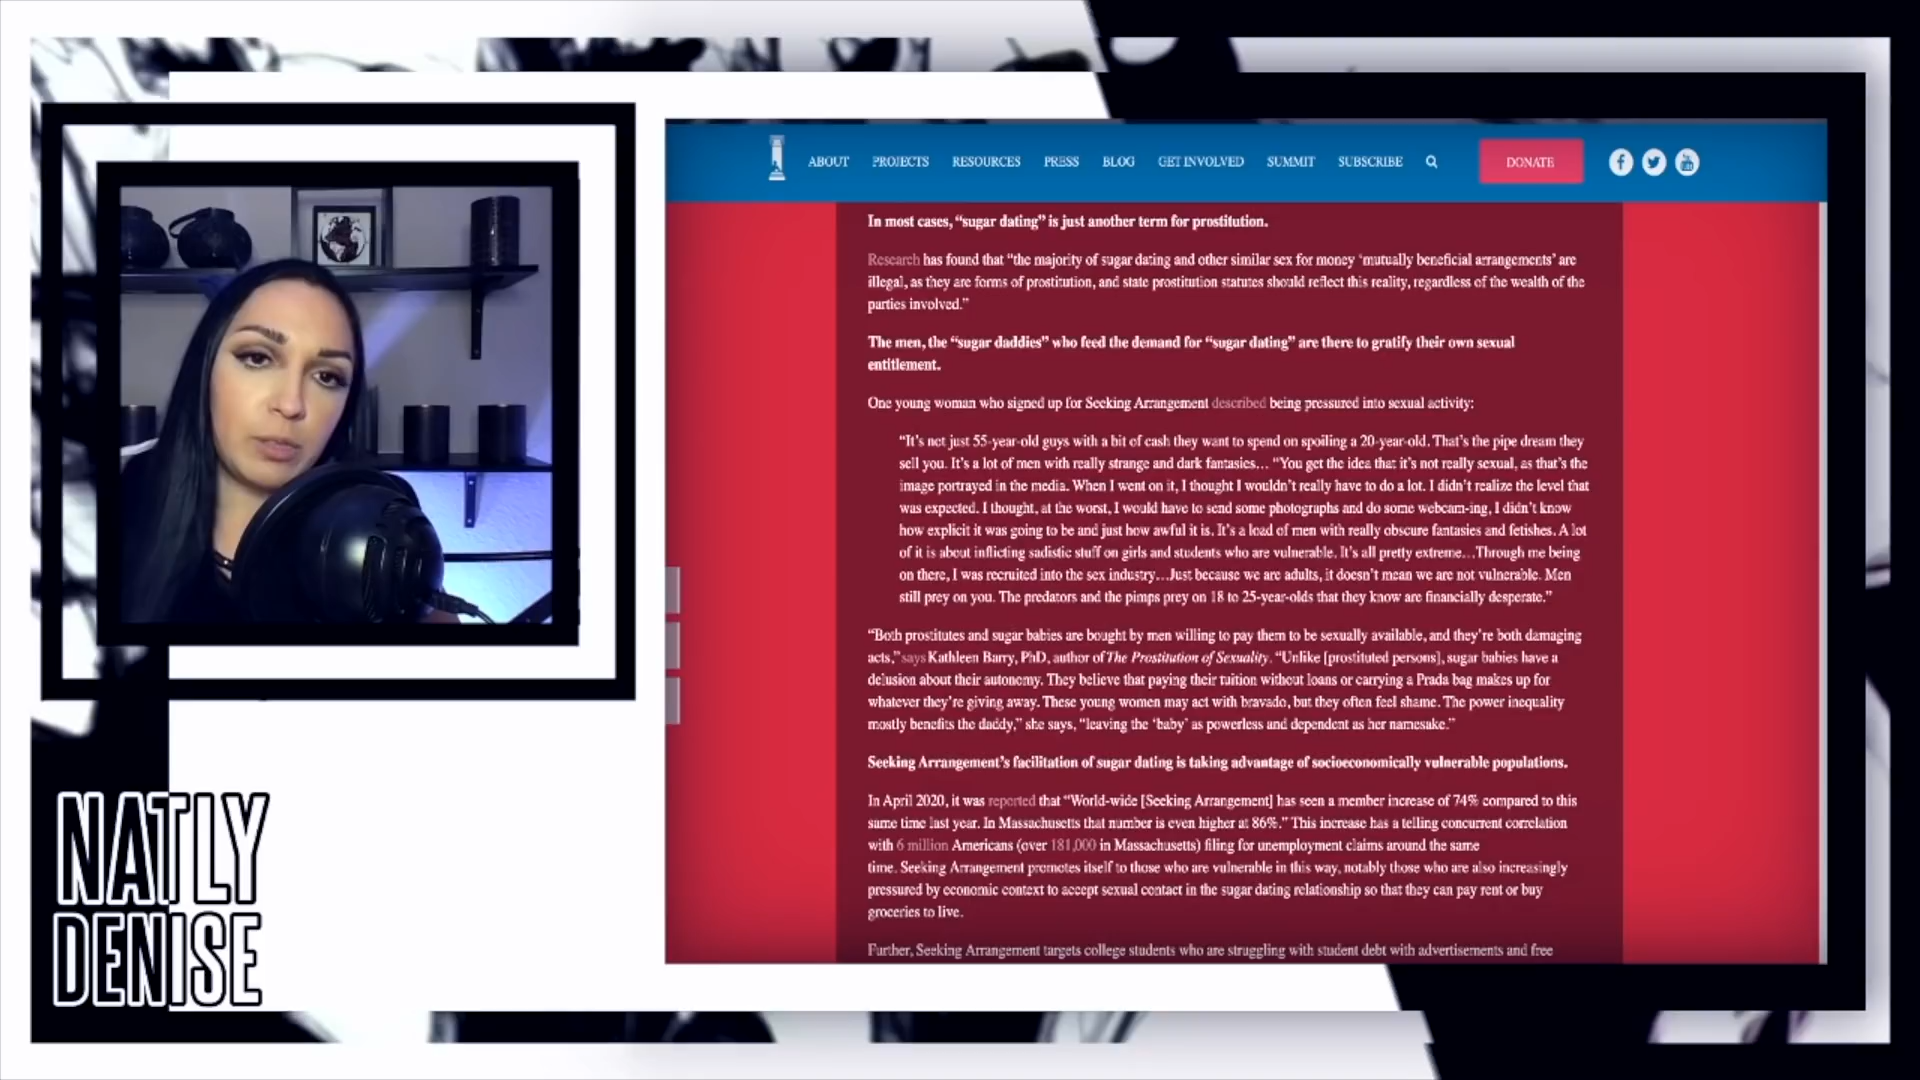 ABOUT PROJECTS RESOURCES PRESS BLOG GET INVOLVED SUMMIT SUBSCRIBE DONATE
In most cases, “sugar dating” is just another term for prostitution.
Research has found that “the majority of sugar dating and other similar sex for money ‘mutually beneficial arrangements’ are
illegal, as they are forms of prostitution, and state prostitution statutes should reflect this reality, regardless of the wealth of the
parties involved.”
The men, the “sugar daddies” who feed the demand for “sugar dating” are there to gratify their own sexual
entitlement.
One young woman who signed up for Seeking Arrangement described being pressured into sexual activity:
“It’s not just 55-year-old guys with a bit of cash they want to spend on spoiling a 20-year-old. That’s the pipe dream they
sell you. It’s a lot of men with really strange and dark fantasies… “You get the idea that it’s not really sexual, as that’s the
image portrayed in the media. When I went on it, I thought I wouldn’t really have to do a lot. I didn’t realize the level that
was expected. I thought, at the worst, I would have to send some photographs and do some webcam-ing, I didn’t know
how explicit it was going to be and just how awful it is. It’s a load of men with really obscure fantasies and fetishes. A lot
of it is about inflicting sadistic stuff on girls and students who are vulnerable. It’s all pretty extreme…Through me being
on there, I was recruited into the sex industry…Just because we are adults, it doesn’t mean we are not vulnerable. Men
still prey on you. The predators and the pimps prey on 18 to 25-year-olds that they know are financially desperate.”
“Both prostitutes and sugar babies are bought by men willing to pay them to be sexually available, and they’re both damaging
acts,” says Kathleen Barry, PhD, author of The Prostitution of Sexuality. “Unlike [prostituted persons], sugar babies have a
delusion about their autonomy. They believe that paying their tuition without loans or carrying a Prada bag makes up for
whatever they’re giving away. These young women may act with bravado, but they often feel shame. The power inequality
mostly benefits the daddy,” she says, “leaving the ‘baby’ as powerless and dependent as her namesake.”
Seeking Arrangement’s facilitation of sugar dating is taking advantage of socioeconomically vulnerable populations.
In April 2020, it was reported that “World-wide [Seeking Arrangement] has seen a member increase of 74% compared to this
same time last year. In Massachusetts that number is even higher at 86%.” This increase has a telling concurrent correlation
with 6 million Americans (over 181,000 in Massachusetts) filing for unemployment claims around the same
time. Seeking Arrangement promotes itself to those who are vulnerable in this way, notably those who are also increasingly
pressured by economic context to accept sexual contact in the sugar dating relationship so that they can pay rent or buy
groceries to live.
Further, Seeking Arrangement targets college students who are struggling with student debt with advertisements and free
NATLY
DENISE